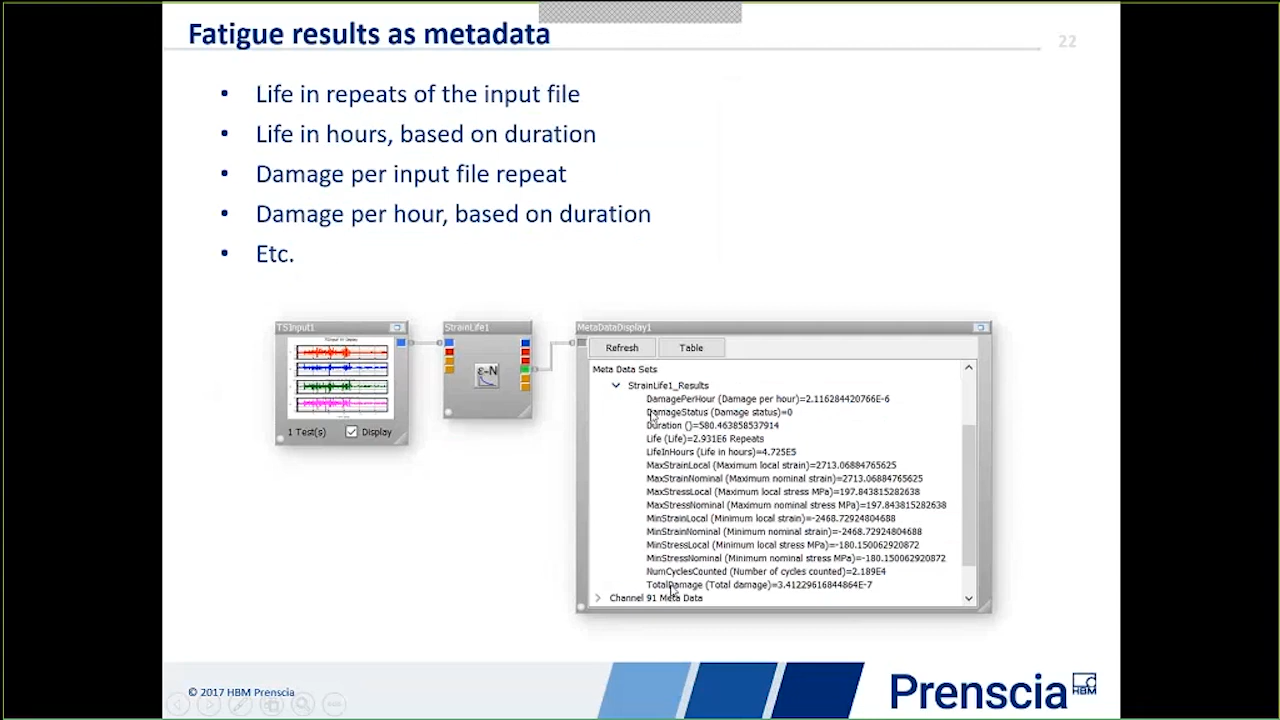 Fatigue results as metadata
22
• Life in repeats of the input file
• Life in hours, based on duration
• Damage per input file repeat
• Damage per hour, based on duration
• Etc.
TSInput1
1 Test(s)
Display
StrainLife1
ε-N
MetaDataDisplay1
Refresh
Table
Meta Data Sets
StrainLife1_Results
DamagePerHour (Damage per hour)=2.116284420766E-6
DamageStatus (Damage status)=0
Duration ()=580.463858537914
Life (Life)=2.931E6 Repeats
LifeInHours (Life in hours)=4.725E5
MaxStrainLocal (Maximum local strain)=2713.06884765625
MaxStrainNominal (Maximum nominal strain)=2713.06884765625
MaxStressLocal (Maximum local stress MPa)=197.843815282638
MaxStressNominal (Maximum nominal stress MPa)=197.843815282638
MinStrainLocal (Minimum local strain)=-2468.72924804688
MinStrainNominal (Minimum nominal strain)=-2468.72924804688
MinStressLocal (Minimum local stress MPa)=-180.150062920872
MinStressNominal (Minimum nominal stress MPa)=-180.150062920872
NumCyclesCounted (Number of cycles counted)=2.189E4
TotalDamage (Total damage)=3.41229616844864E-7
Channel 91 Meta Data
© 2017 HBM Prenscia
Prenscia
HBM